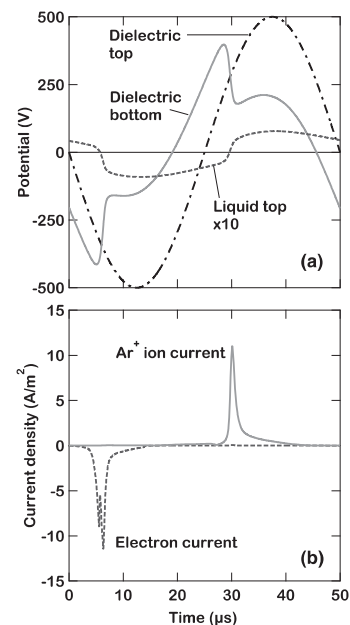 500
250
0
-250
-500
Potential (V)
Dielectric
top
Dielectric
bottom
Liquid top
x10
(a)
15
10
5
0
-5
-10
-15
Current density (A/m²)
Ar⁺ ion current
Electron current
(b)
0
10
20
30
40
50
Time (µs)